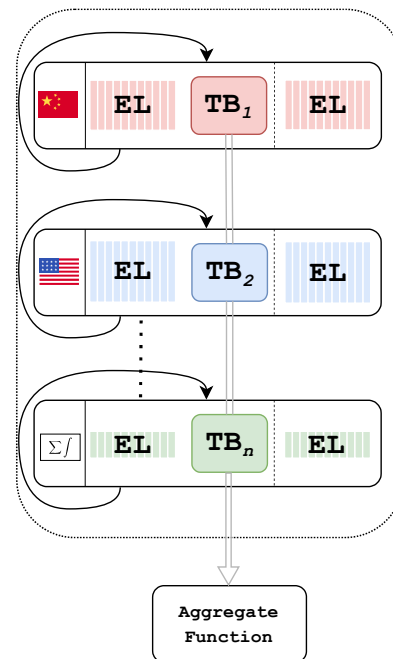 EL TB1 EL
EL TB2 EL
Σ∫ EL TBn EL
Aggregate
Function